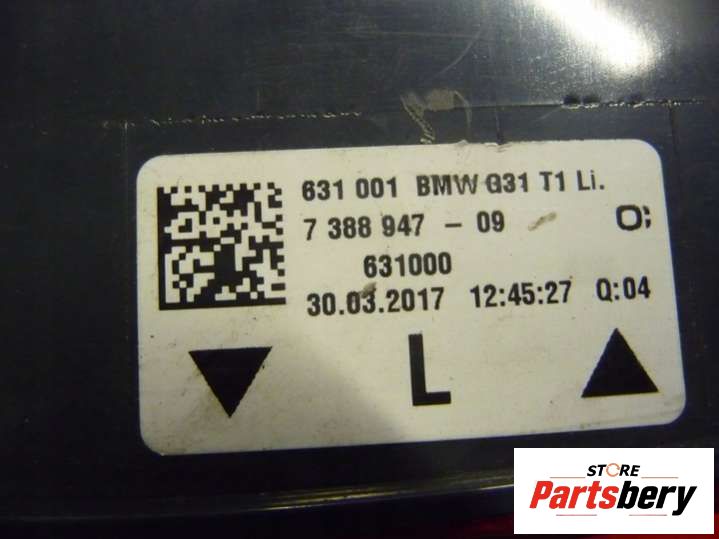 631 001 BMW G31 T1 Li.
7 388 947 - 09 O;
631000
30.03.2017 12:45:27 Q:04
L
STORE
Partsbery